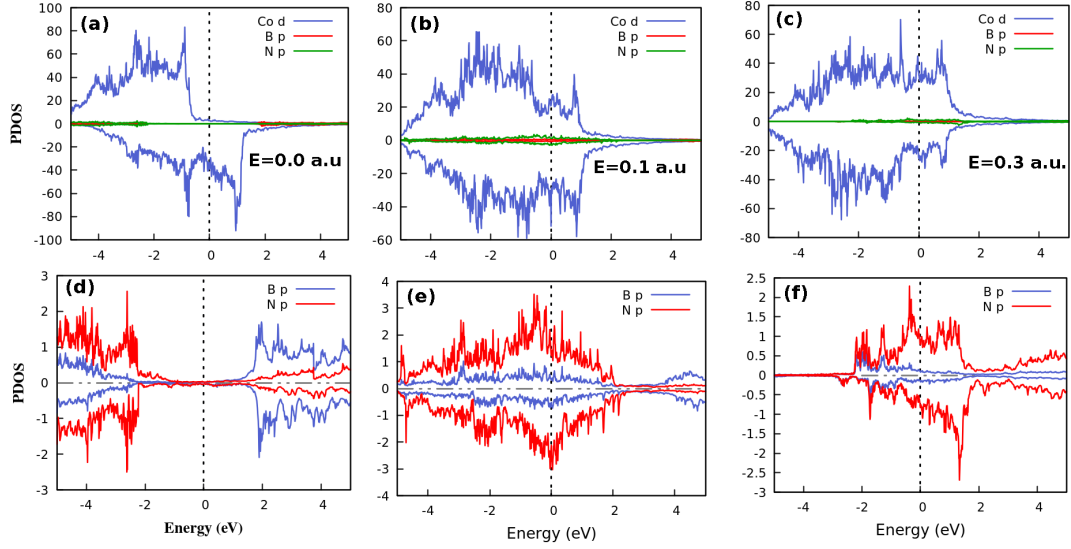 (a)
Co d
B p
N p
E=0.0 a.u
100
80
60
40
20
0
-20
-40
-60
-80
-100
-4
-2
0
2
4
PDOS
(b)
Co d
B p
N p
E=0.1 a.u
80
60
40
20
0
-20
-40
-60
-4
-2
0
2
4
(c)
Co d
B p
N p
E=0.3 a.u.
80
60
40
20
0
-20
-40
-60
-80
-4
-2
0
2
4
(d)
B p
N p
3
2
1
0
-1
-2
-3
-4
-2
0
2
4
PDOS
Energy (eV)
(e)
B p
N p
4
3
2
1
0
-1
-2
-3
-4
-4
-2
0
2
4
Energy (eV)
(f)
B p
N p
2.5
2
1.5
1
0.5
0
-0.5
-1
-1.5
-2
-2.5
-3
-4
-2
0
2
4
Energy (eV)